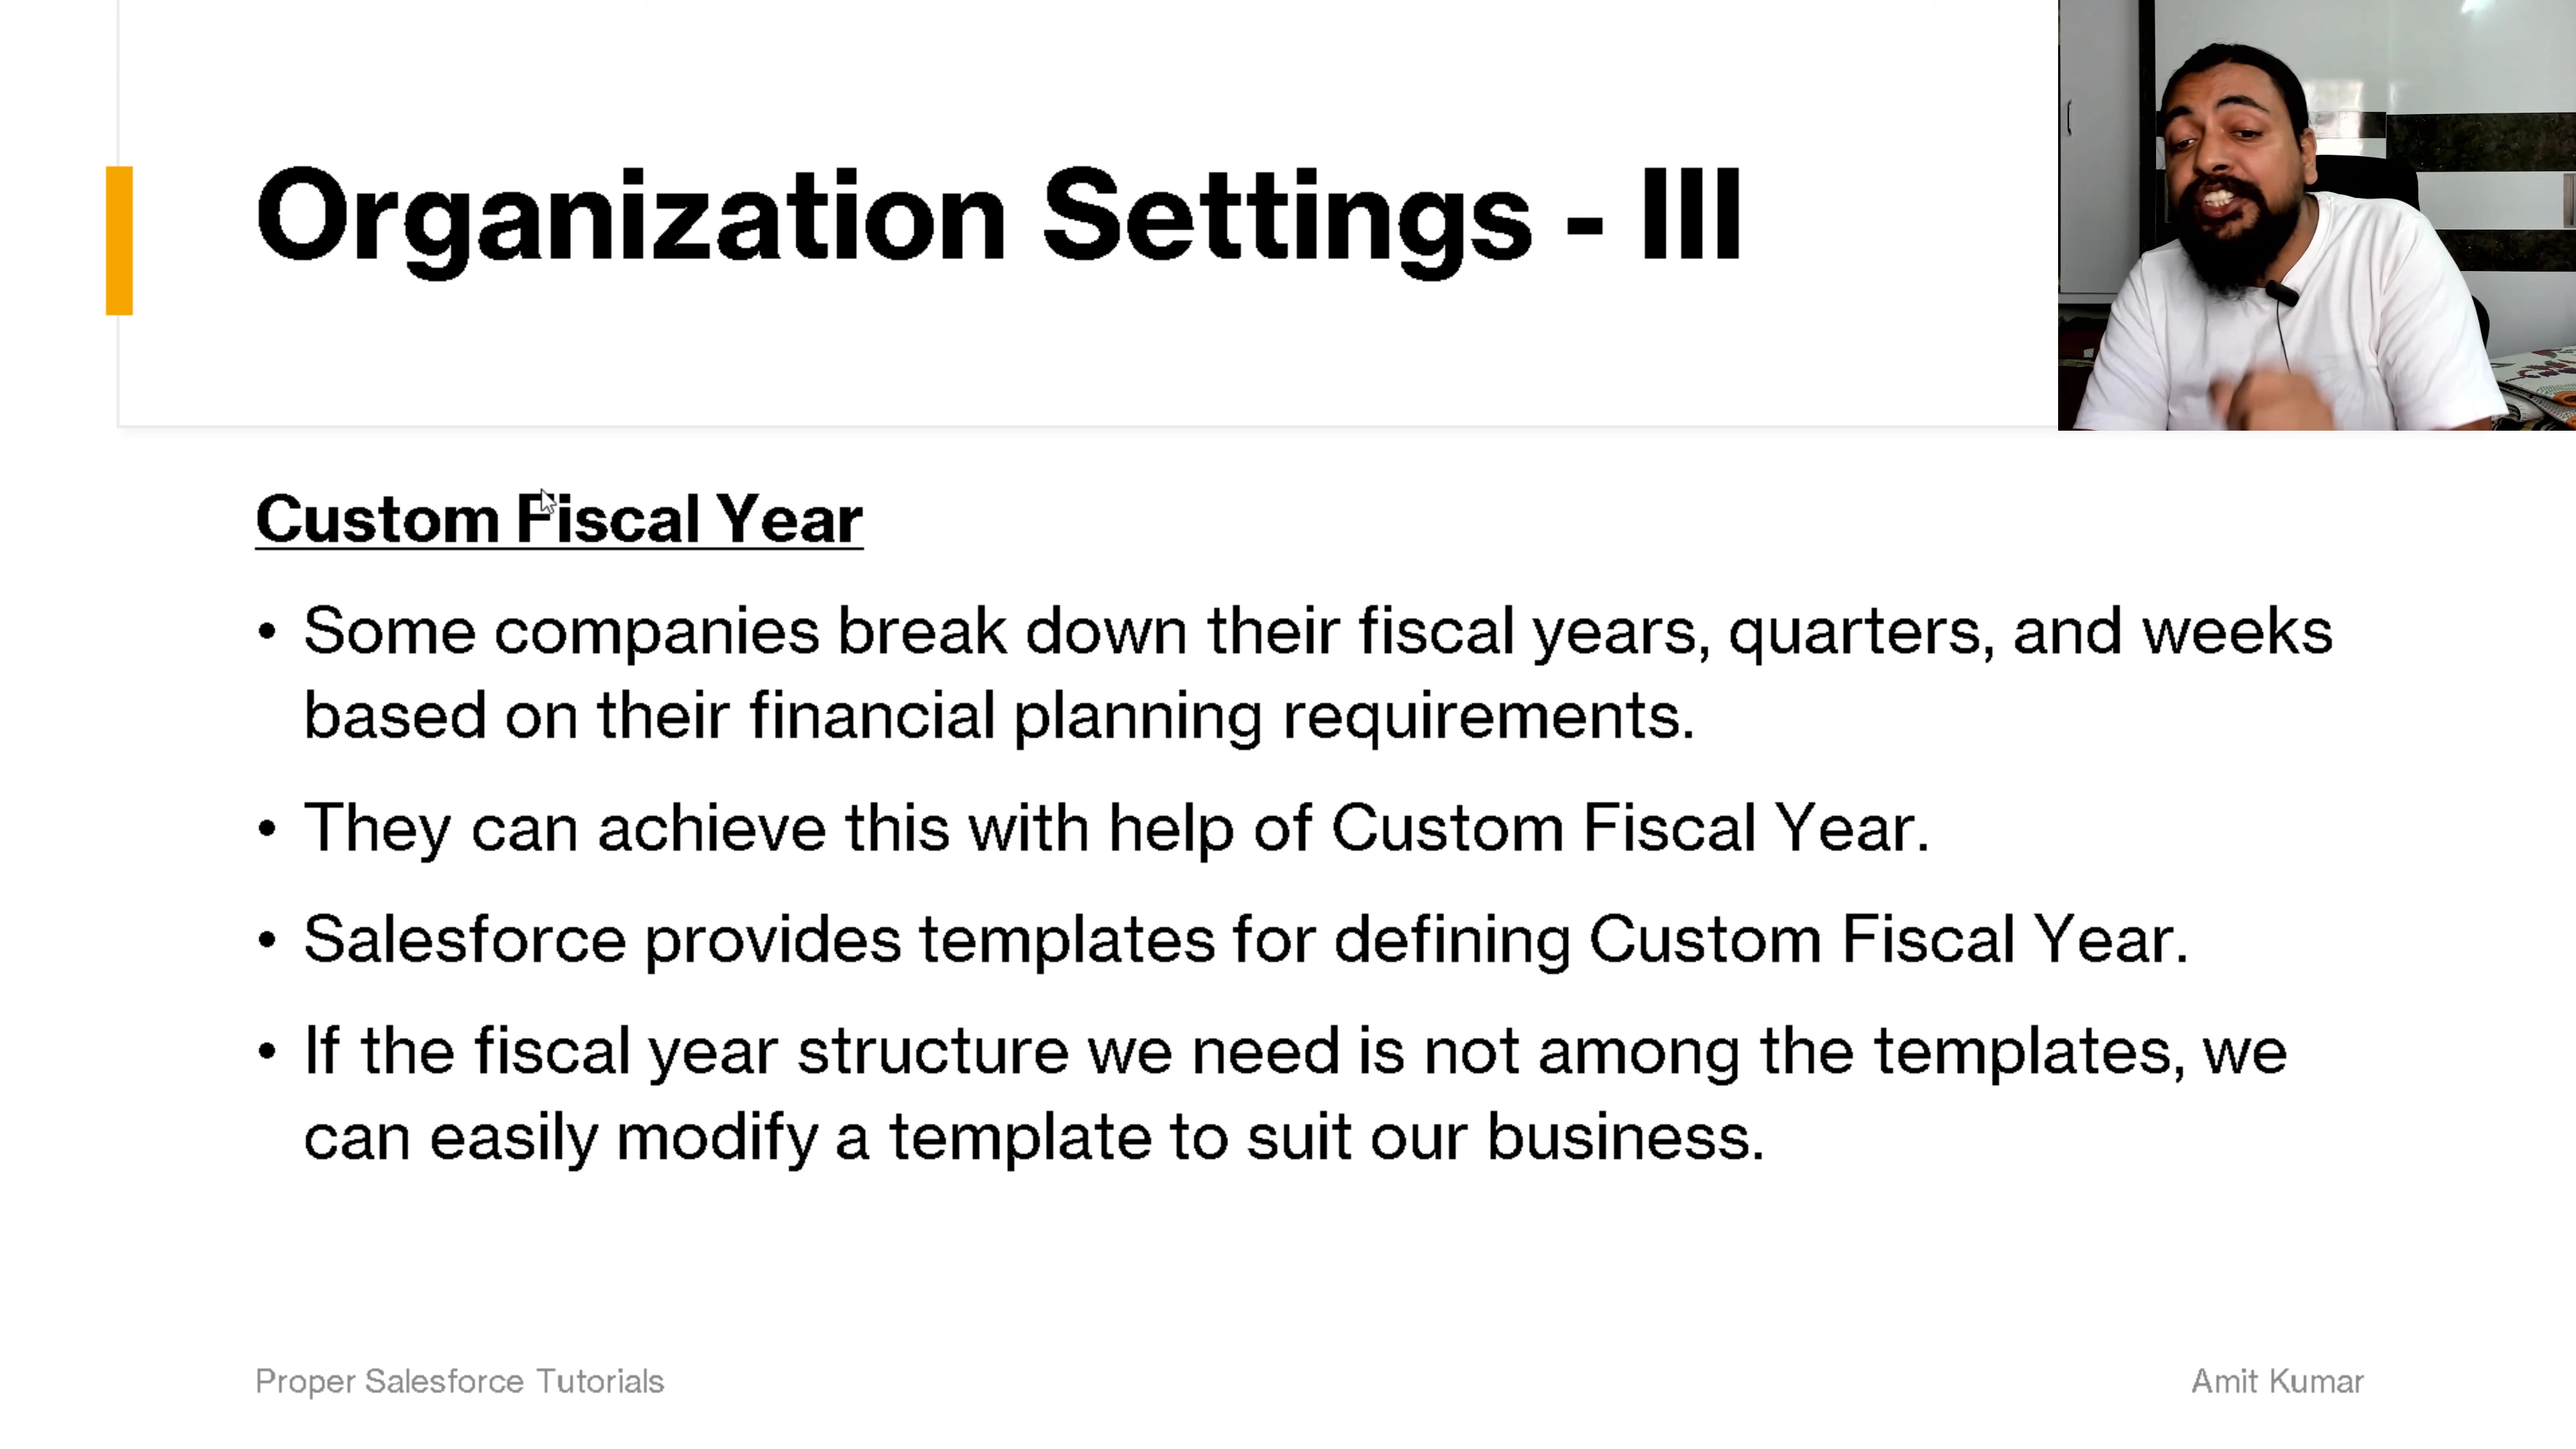 Organization Settings - III
Custom Fiscal Year
• Some companies break down their fiscal years, quarters, and weeks
based on their financial planning requirements.
• They can achieve this with help of Custom Fiscal Year.
• Salesforce provides templates for defining Custom Fiscal Year.
• If the fiscal year structure we need is not among the templates, we
can easily modify a template to suit our business.
Proper Salesforce Tutorials
Amit Kumar